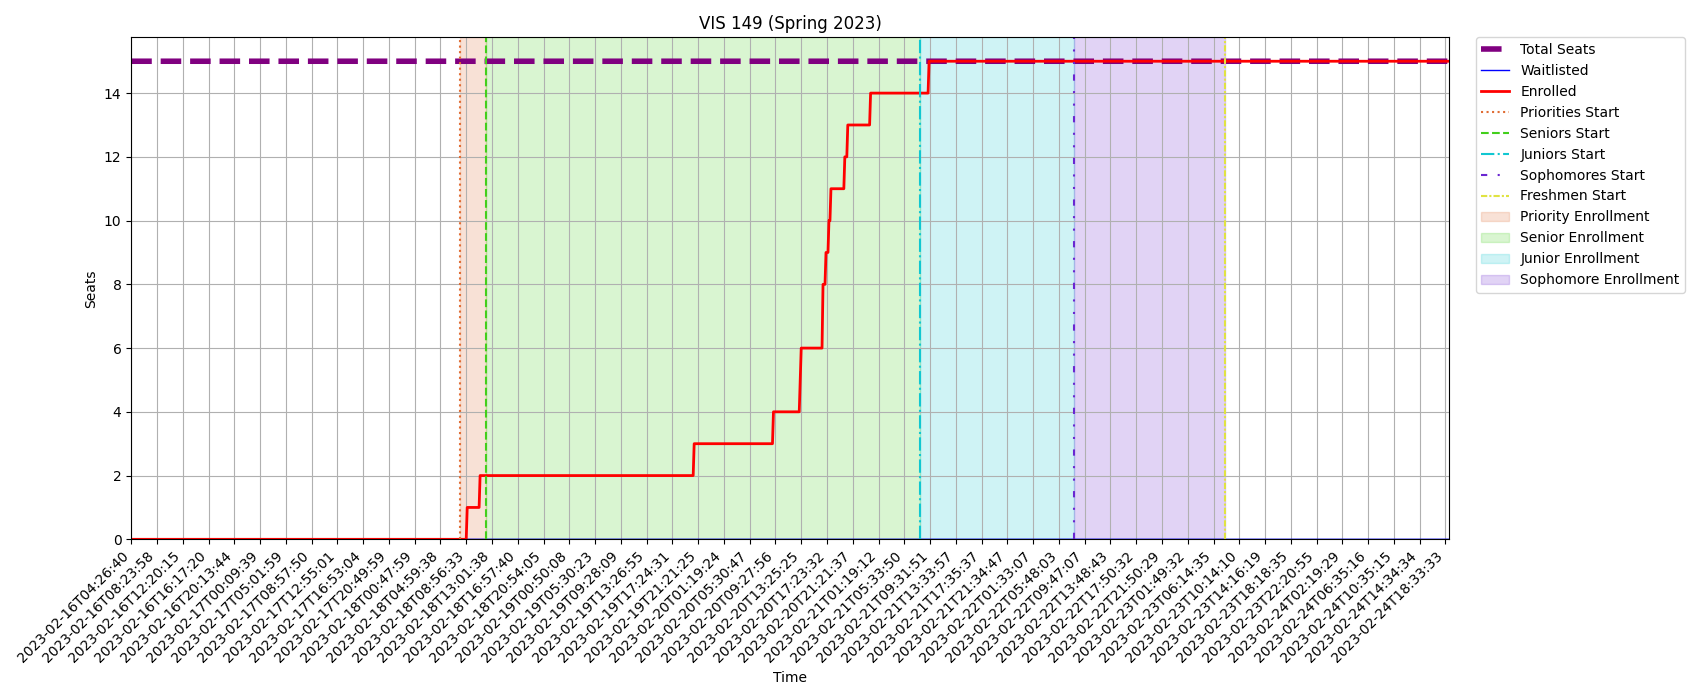 VIS 149 (Spring 2023)
Total Seats
Waitlisted
Enrolled
Priorities Start
Seniors Start
Juniors Start
Sophomores Start
Freshmen Start
Priority Enrollment
Senior Enrollment
Junior Enrollment
Sophomore Enrollment
Seats
14
12
10
8
6
4
2
0
2023-02-16T04:26:40
2023-02-16T08:23:58
2023-02-16T12:20:15
2023-02-16T16:17:20
2023-02-16T20:13:44
2023-02-17T00:09:39
2023-02-17T05:01:59
2023-02-17T08:57:50
2023-02-17T12:55:01
2023-02-17T16:53:04
2023-02-17T20:49:59
2023-02-18T00:47:59
2023-02-18T04:59:38
2023-02-18T08:56:33
2023-02-18T13:01:38
2023-02-18T16:57:40
2023-02-18T20:54:05
2023-02-19T00:50:08
2023-02-19T05:30:23
2023-02-19T09:28:09
2023-02-19T13:26:55
2023-02-19T17:24:31
2023-02-19T21:21:25
2023-02-20T01:19:24
2023-02-20T05:30:47
2023-02-20T09:27:56
2023-02-20T13:25:25
2023-02-20T17:23:32
2023-02-20T21:21:37
2023-02-21T01:19:12
2023-02-21T05:33:50
2023-02-21T09:31:51
2023-02-21T13:33:57
2023-02-21T17:35:37
2023-02-21T21:34:47
2023-02-22T01:33:07
2023-02-22T05:48:03
2023-02-22T09:47:07
2023-02-22T13:48:43
2023-02-22T17:50:32
2023-02-22T21:50:29
2023-02-23T01:49:32
2023-02-23T06:14:35
2023-02-23T10:14:10
2023-02-23T14:16:19
2023-02-23T18:18:35
2023-02-23T22:20:55
2023-02-24T02:19:29
2023-02-24T06:35:16
2023-02-24T10:35:15
2023-02-24T14:34:34
2023-02-24T18:33:33
Time